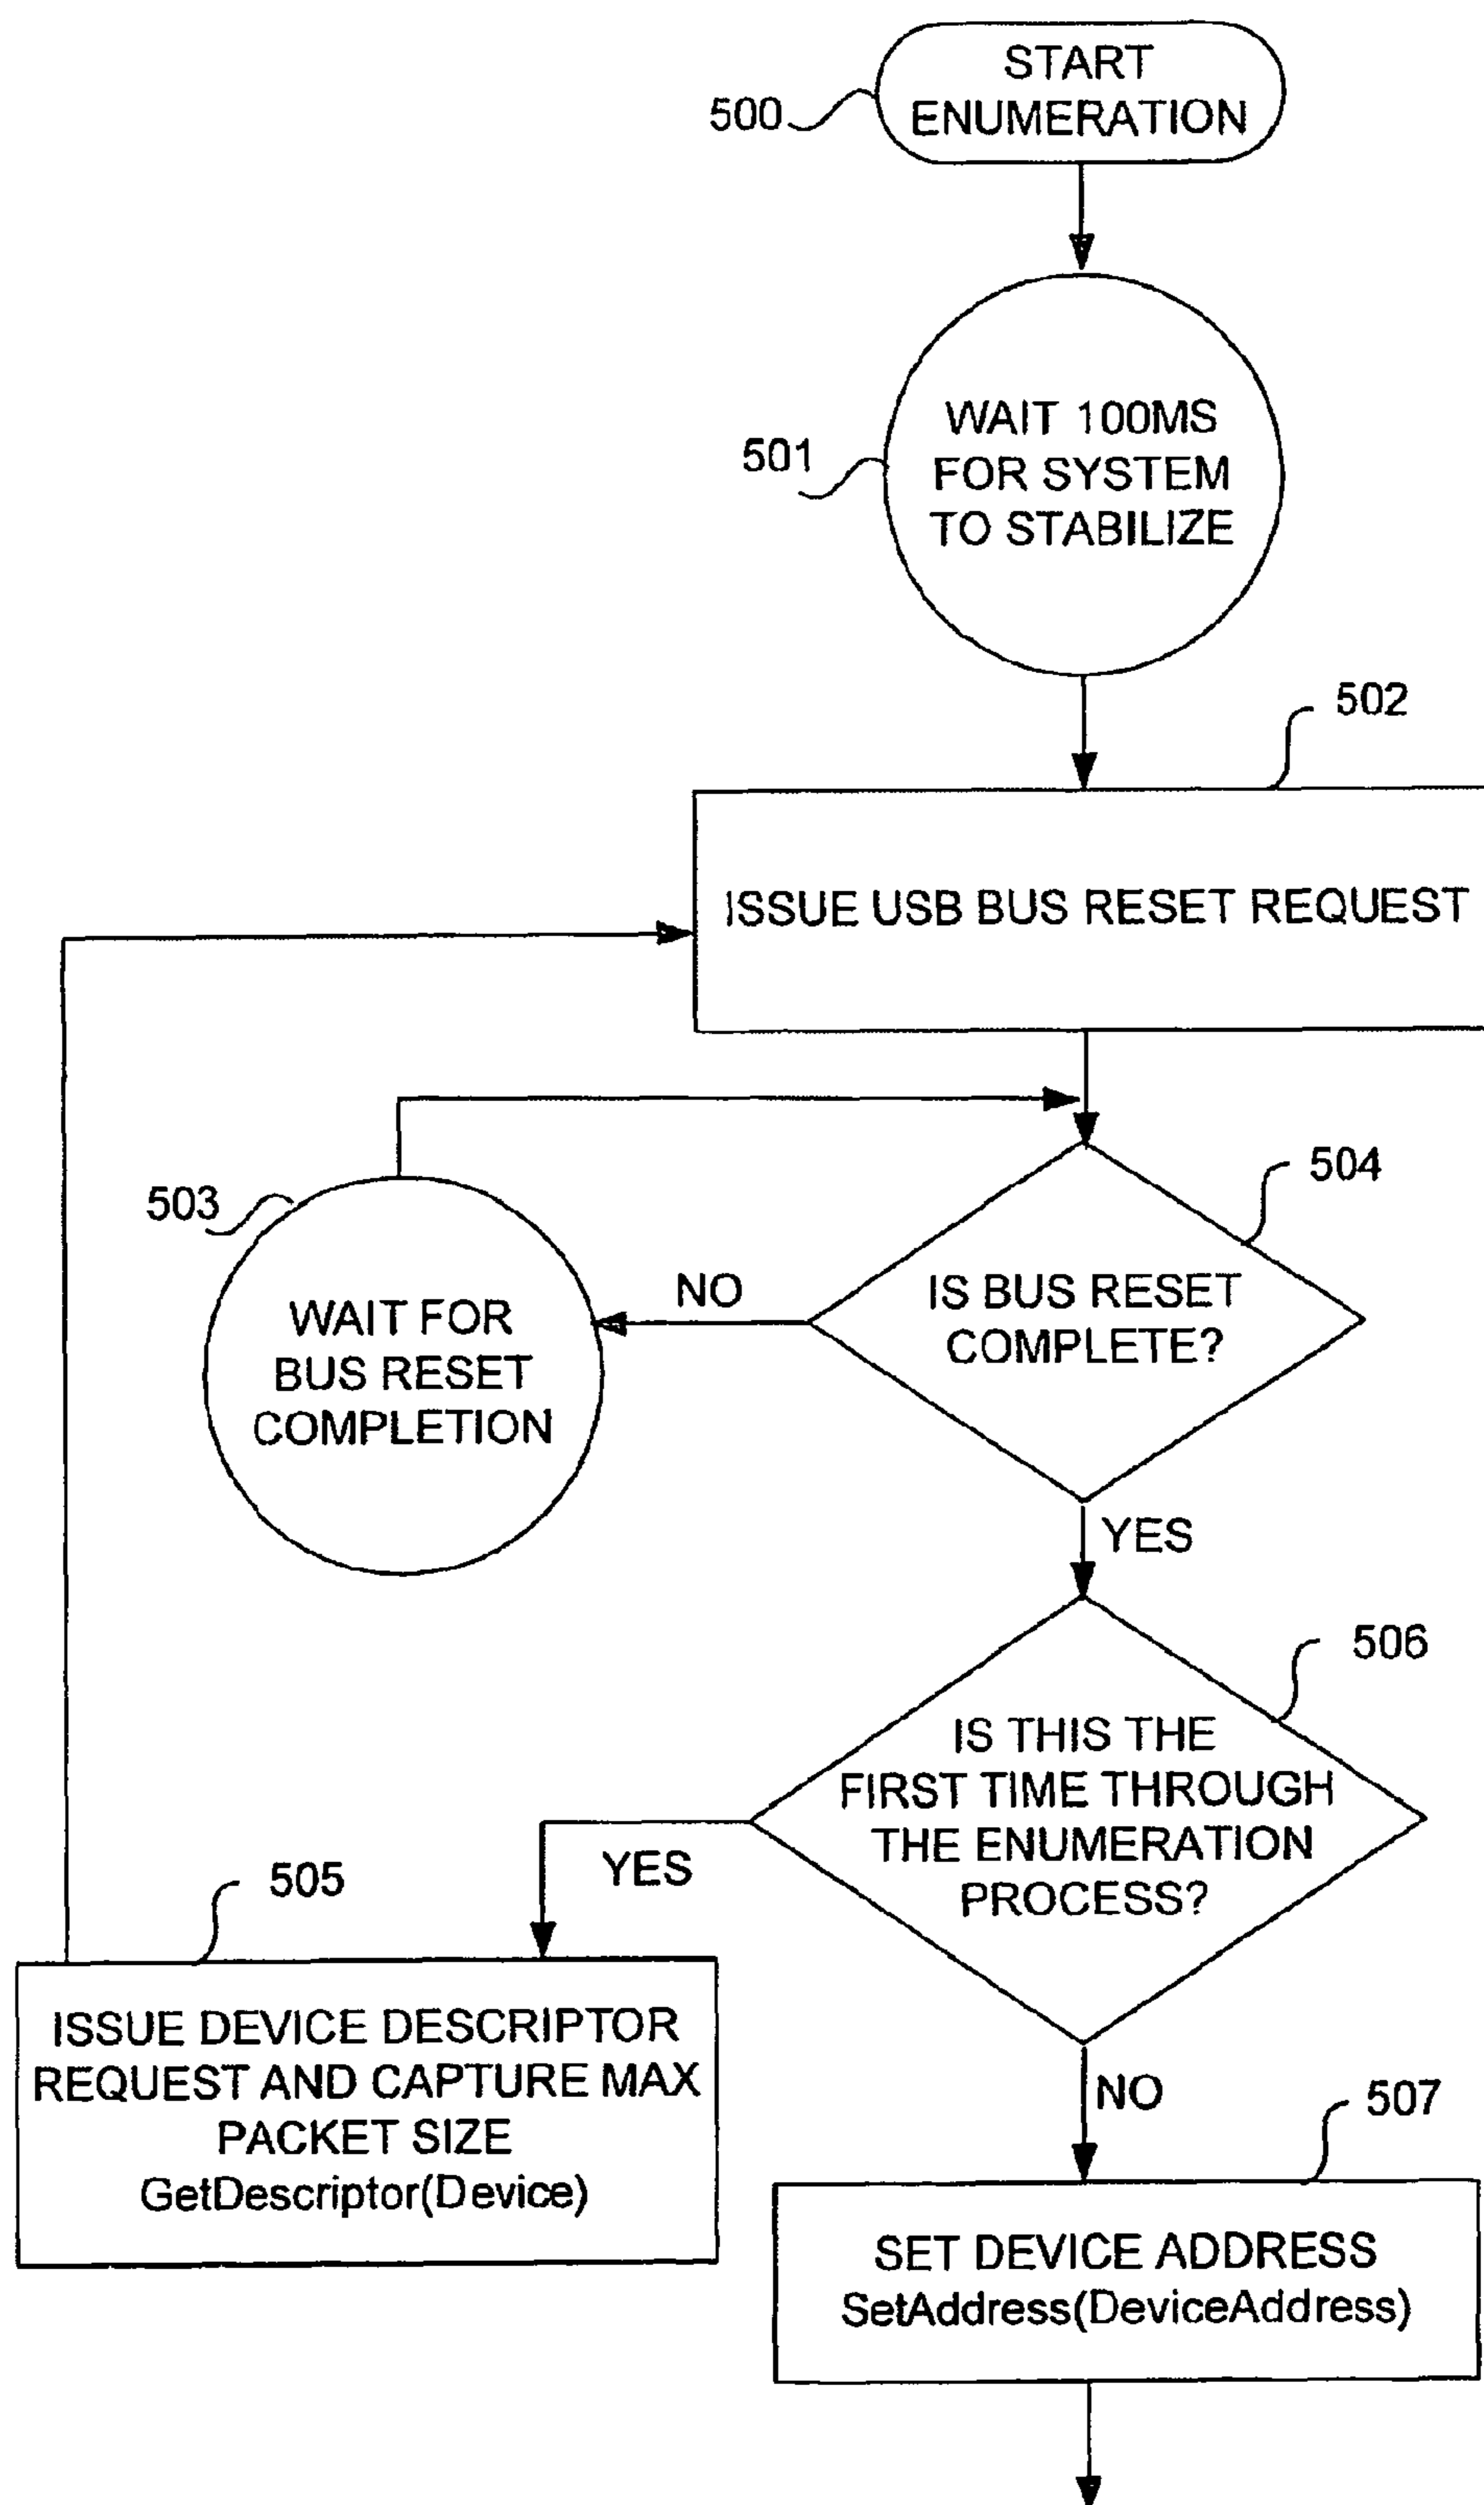 START
ENUMERATION
500
WAIT 100MS
FOR SYSTEM
TO STABILIZE
501
502
ISSUE USB BUS RESET REQUEST
503
WAIT FOR
BUS RESET
COMPLETION
NO
504
IS BUS RESET
COMPLETE?
YES
506
IS THIS THE
FIRST TIME THROUGH
THE ENUMERATION
PROCESS?
YES
505
ISSUE DEVICE DESCRIPTOR
REQUEST AND CAPTURE MAX
PACKET SIZE
GetDescriptor(Device)
NO
507
SET DEVICE ADDRESS
SetAddress(DeviceAddress)